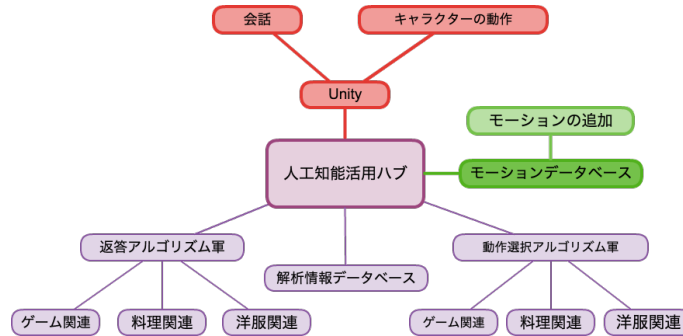 会話
キャラクターの動作
Unity
モーションの追加
人工知能活用ハブ
モーションデータベース
返答アルゴリズム軍
動作選択アルゴリズム軍
解析情報データベース
ゲーム関連
料理関連
洋服関連
ゲーム関連
料理関連
洋服関連